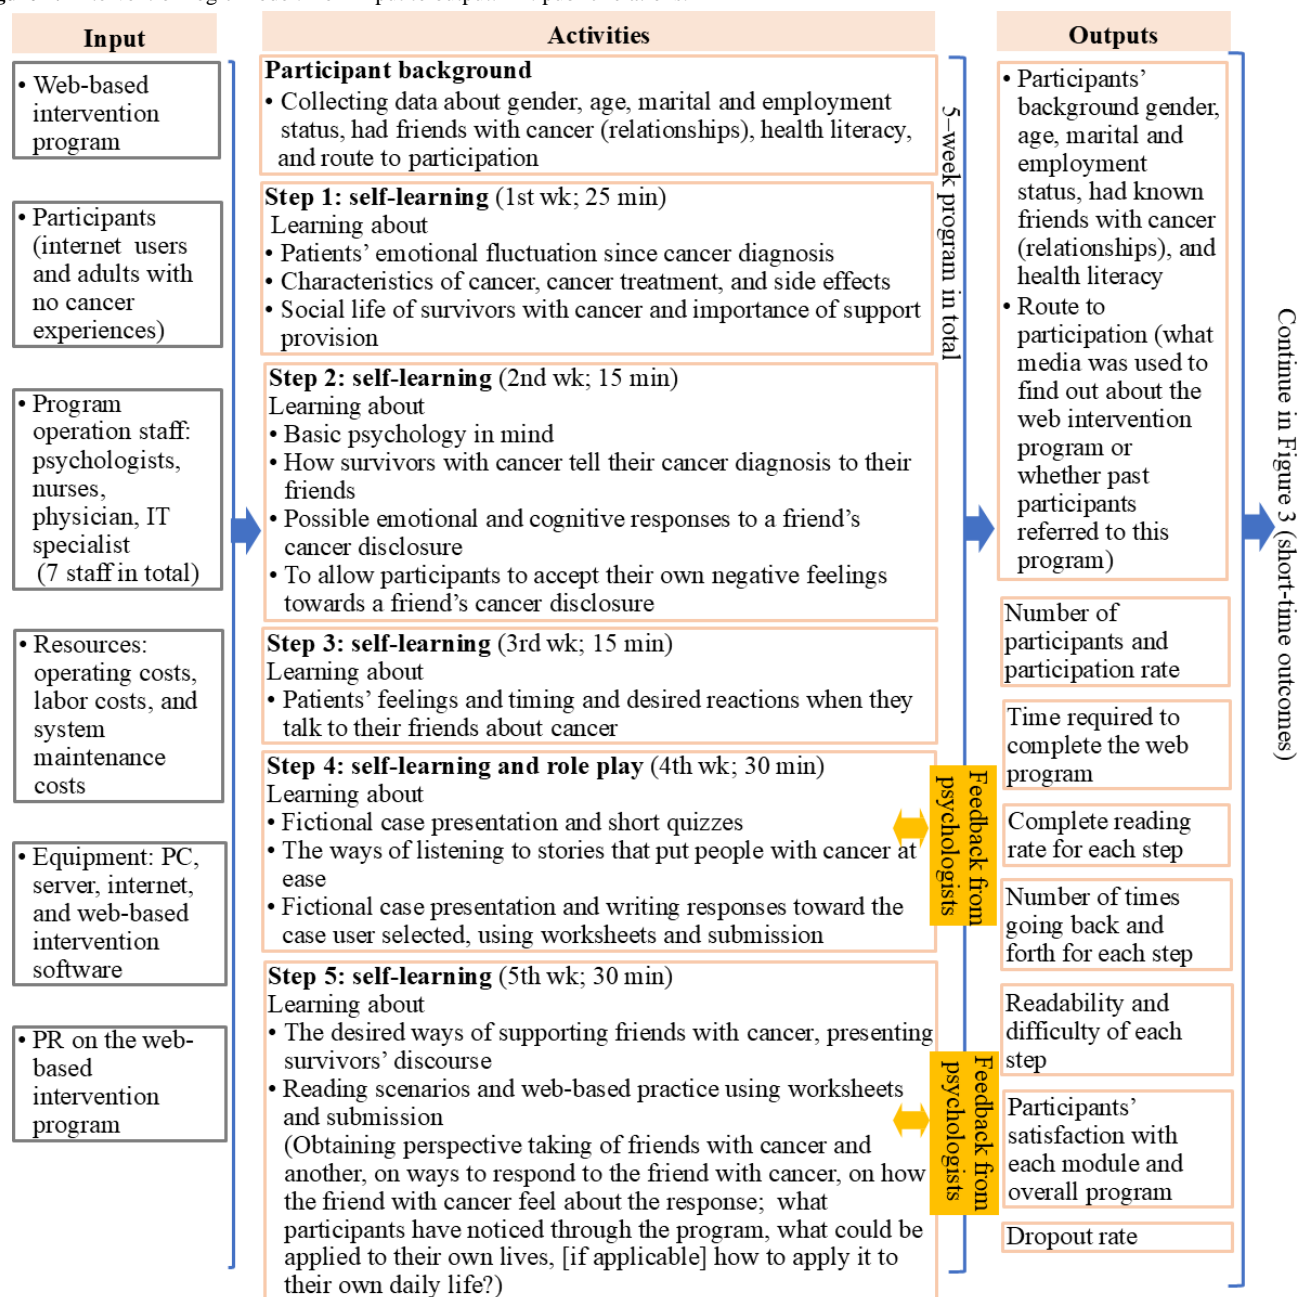 Input
• Web-based
intervention
program
• Participants
(internet users
and adults with
no cancer
experiences)
• Program
operation staff:
psychologists,
nurses,
physician, IT
specialist
(7 staff in total)
• Resources:
operating costs,
labor costs, and
system
maintenance
costs
• Equipment: PC,
server, internet,
and web-based
intervention
software
• PR on the web-
based
intervention
program
Activities
Participant background
• Collecting data about gender, age, marital and employment
status, had friends with cancer (relationships), health literacy,
and route to participation
Step 1: self-learning (1st wk; 25 min)
Learning about
• Patients’ emotional fluctuation since cancer diagnosis
• Characteristics of cancer, cancer treatment, and side effects
• Social life of survivors with cancer and importance of support
provision
Step 2: self-learning (2nd wk; 15 min)
Learning about
• Basic psychology in mind
• How survivors with cancer tell their cancer diagnosis to their
friends
• Possible emotional and cognitive responses to a friend’s
cancer disclosure
• To allow participants to accept their own negative feelings
towards a friend’s cancer disclosure
Step 3: self-learning (3rd wk; 15 min)
Learning about
• Patients’ feelings and timing and desired reactions when they
talk to their friends about cancer
Step 4: self-learning and role play (4th wk; 30 min)
Learning about
• Fictional case presentation and short quizzes
• The ways of listening to stories that put people with cancer at
ease
• Fictional case presentation and writing responses toward the
case user selected, using worksheets and submission
Step 5: self-learning (5th wk; 30 min)
Learning about
• The desired ways of supporting friends with cancer, presenting
survivors’ discourse
• Reading scenarios and web-based practice using worksheets
and submission
(Obtaining perspective taking of friends with cancer and
another, on ways to respond to the friend with cancer, on how
the friend with cancer feel about the response; what
participants have noticed through the program, what could be
applied to their own lives, [if applicable] how to apply it to
their own daily life?)
5–week program in total
Feedback from
psychologists
Feedback from
psychologists
Outputs
• Participants’
background gender,
age, marital and
employment
status, had known
friends with cancer
(relationships), and
health literacy
• Route to
participation (what
media was used to
find out about the
web intervention
program or
whether past
participants
referred to this
program)
Number of
participants and
participation rate
Time required to
complete the web
program
Complete reading
rate for each step
Number of times
going back and
forth for each step
Readability and
difficulty of each
step
Participants’
satisfaction with
each module and
overall program
Dropout rate
Continue in Figure 3 (short-time outcomes)